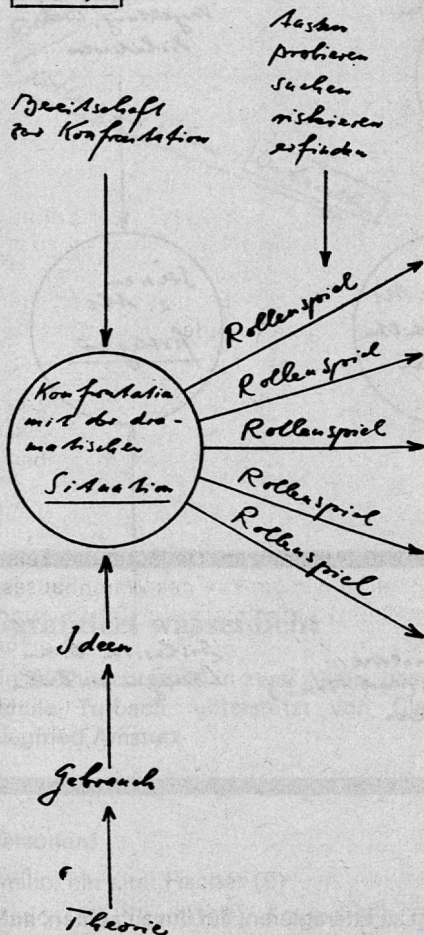 Tasten
probieren
suchen
riskieren
erfinden
Bereitschaft
zur Konfrontation
Rollenspiel
Rollenspiel
Rollenspiel
Rollenspiel
Rollenspiel
Konfrontation
mit der dra-
matischen
Situation
Ideen
Gebrauch
Theorie